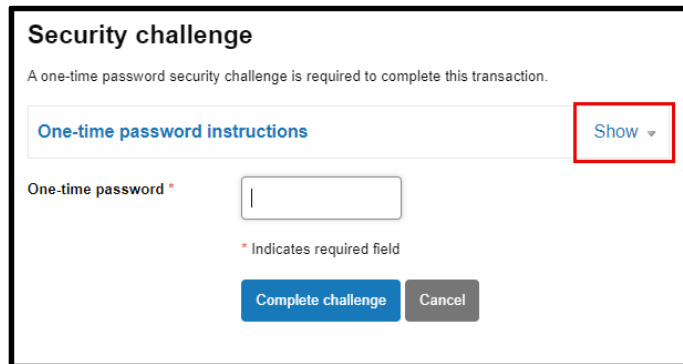 Security challenge
A one-time password security challenge is required to complete this transaction.
One-time password instructions Show
One-time password *
* Indicates required field
Complete challenge Cancel